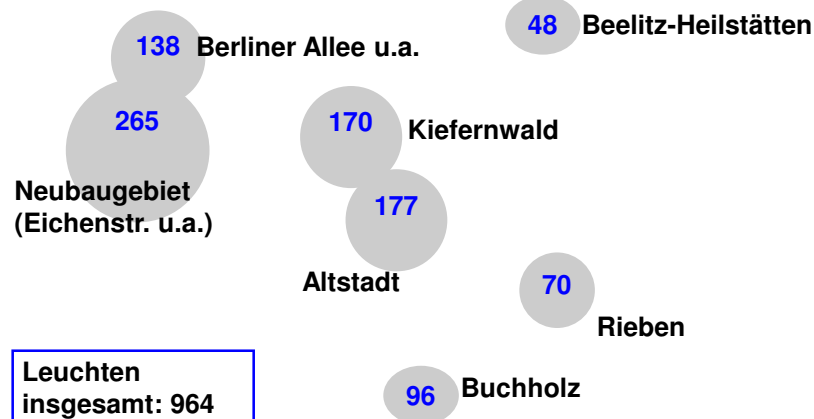 138 Berliner Allee u.a.
48 Beelitz-Heilstätten
265
170 Kiefernwald
Neubaugebiet
(Eichenstr. u.a.)
177
Altstadt
70
Rieben
Leuchten
insgesamt: 964
96 Buchholz